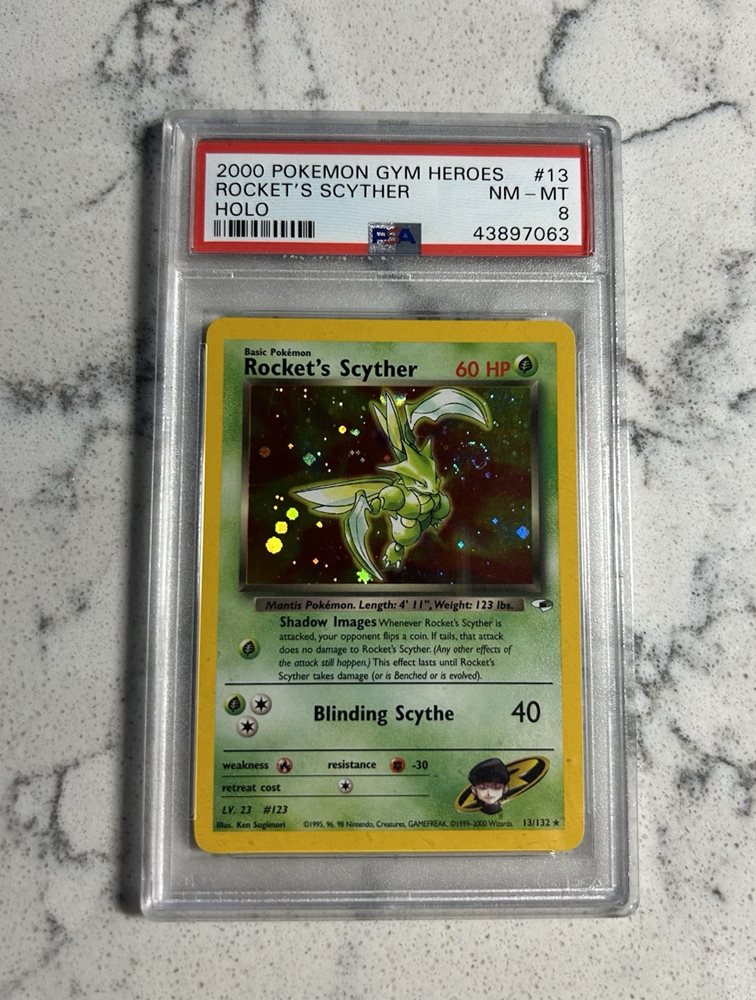 2000 POKEMON GYM HEROES #13
ROCKET'S SCYTHER NM - MT
HOLO 8
PSA 43897063
Basic Pokémon
Rocket's Scyther 60 HP
Mantis Pokémon. Length: 4' 11", Weight: 123 lbs.
Shadow Images Whenever Rocket's Scyther is
attacked, your opponent flips a coin. If tails, that attack
does no damage to Rocket's Scyther. (Any other effects of
the attack still happen.) This effect lasts until Rocket's
Scyther takes damage (or is Benched or is evolved).
Blinding Scythe 40
weakness resistance -30
retreat cost
LV. 23 #123
Illus. Ken Sugimori ©1995, 96, 98 Nintendo, Creatures, GAMEFREAK. ©1999-2000 Wizards. 13/132 ★